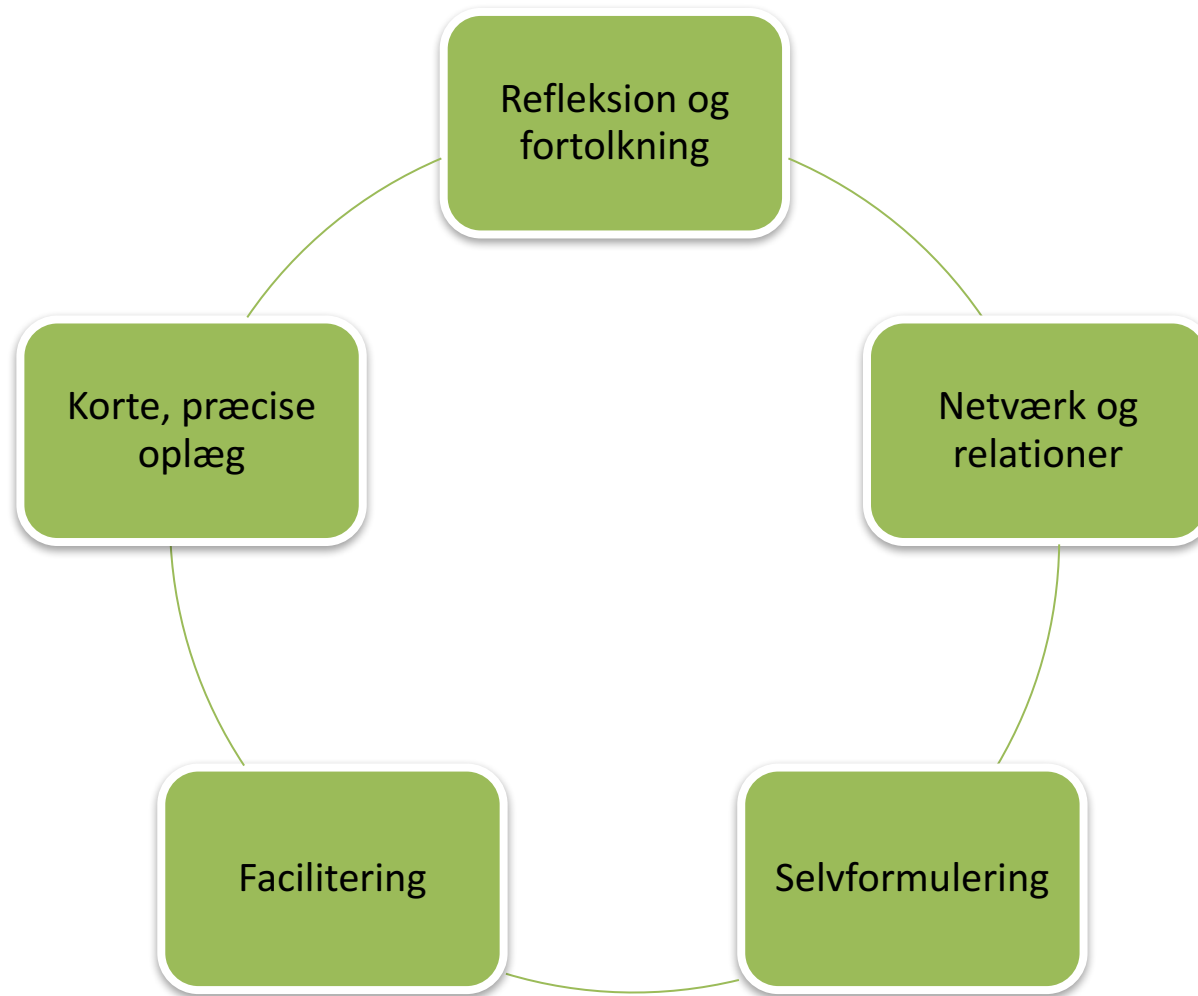 Refleksion og
fortolkning
Netværk og
relationer
Selvformulering
Facilitering
Korte, præcise
oplæg